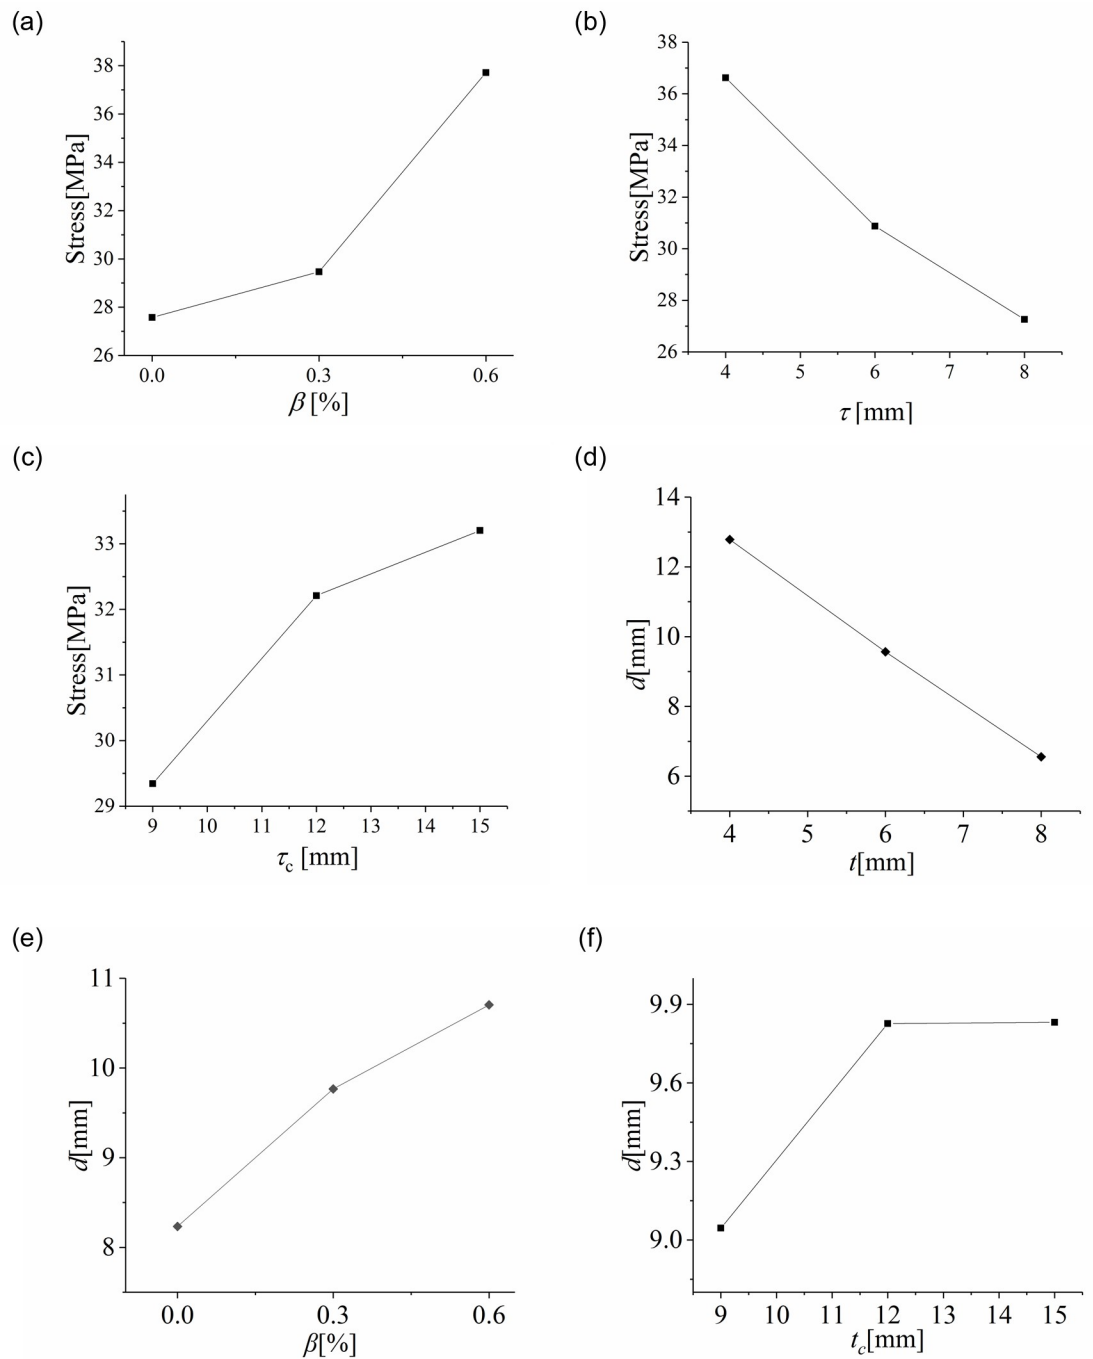 (a)
38
36
34
32
30
28
26
Stress[MPa]
0.0 0.3 0.6
β [%]
(b)
38
36
34
32
30
28
26
Stress[MPa]
4 5 6 7 8
τ [mm]
(c)
33
32
31
30
29
Stress[MPa]
9 10 11 12 13 14 15
τc [mm]
(d)
14
12
10
8
6
d[mm]
4 5 6 7 8
t[mm]
(e)
11
10
9
8
d[mm]
0.0 0.3 0.6
β[%]
(f)
9.9
9.6
9.3
9.0
d[mm]
9 10 11 12 13 14 15
tc[mm]